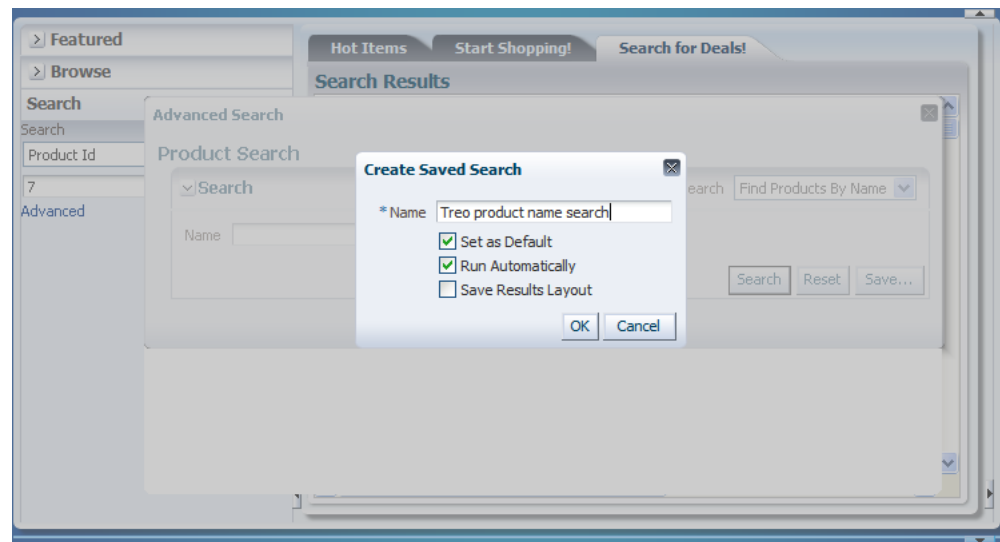 Featured
Browse
Search
Search
Product Id
7
Advanced
Hot Items
Start Shopping!
Search for Deals!
Search Results
Advanced Search
Product Search
Search
earch
Find Products By Name
Name
Search
Reset
Save...
Create Saved Search
* Name
Treo product name search
Set as Default
Run Automatically
Save Results Layout
OK
Cancel